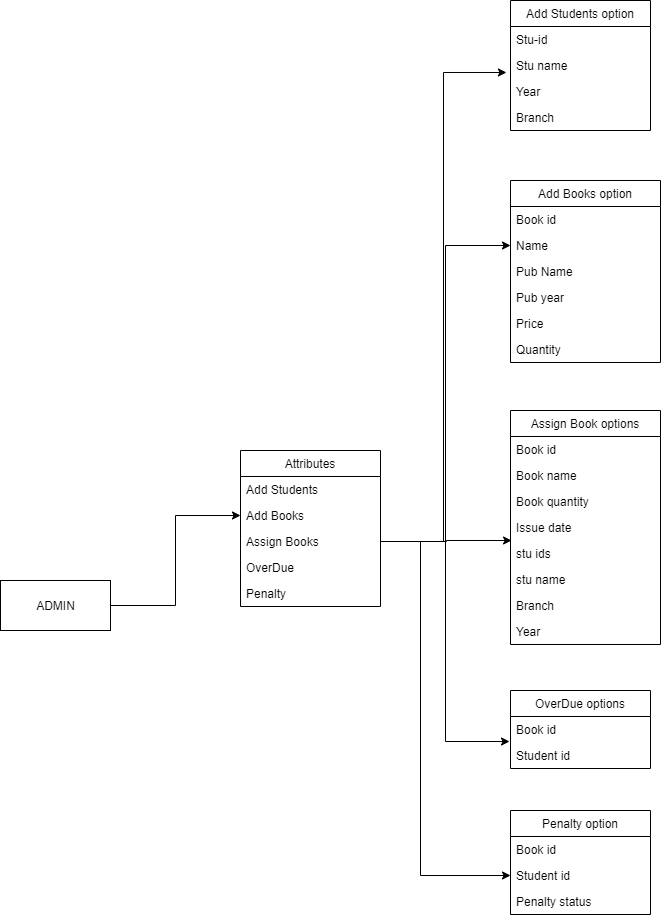 Add Students option
Stu-id
Stu name
Year
Branch
Add Books option
Book id
Name
Pub Name
Pub year
Price
Quantity
Assign Book options
Book id
Book name
Book quantity
Issue date
stu ids
stu name
Branch
Year
Attributes
Add Students
Add Books
Assign Books
OverDue
Penalty
ADMIN
OverDue options
Book id
Student id
Penalty option
Book id
Student id
Penalty status